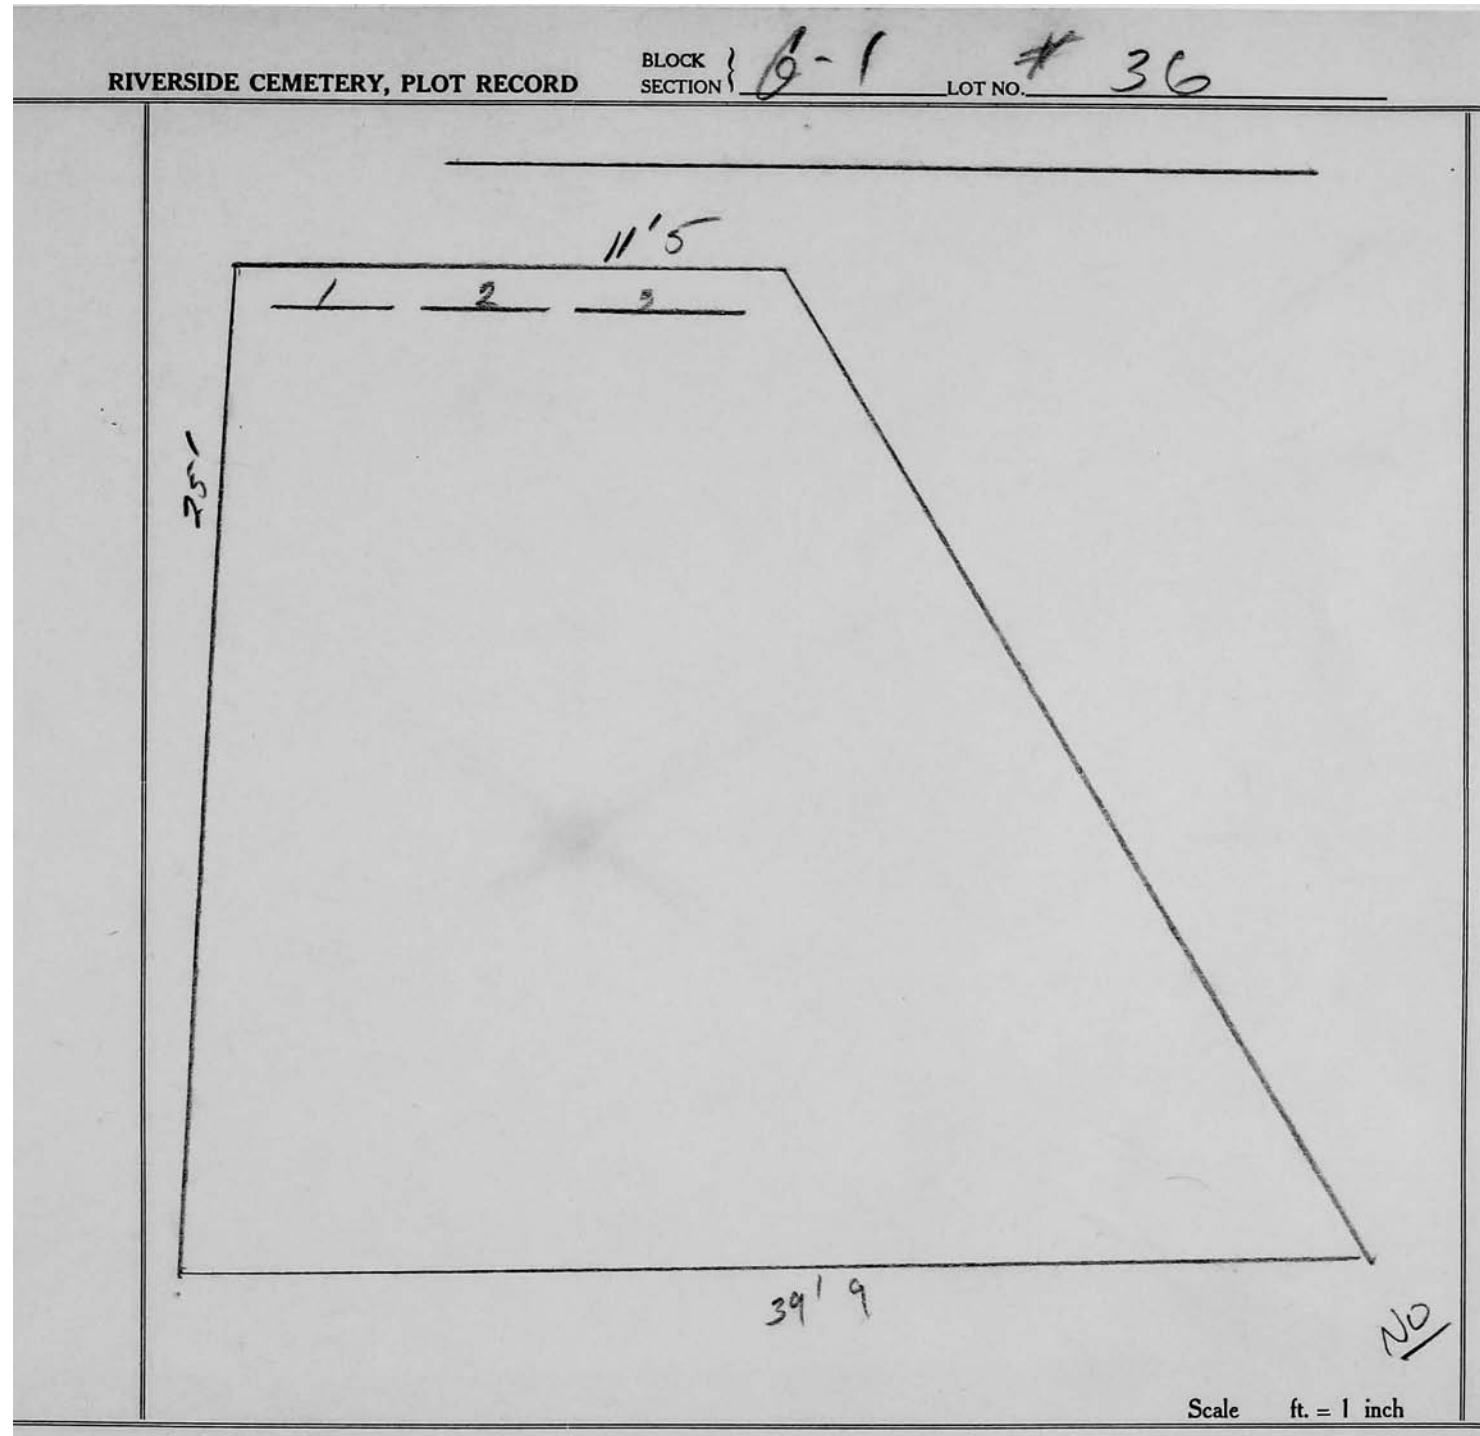 RIVERSIDE CEMETERY, PLOT RECORD BLOCK SECTION 6-1 LOT NO. # 36
11'5
1 2 3
25'
39' 9
NO
Scale ft. = 1 inch